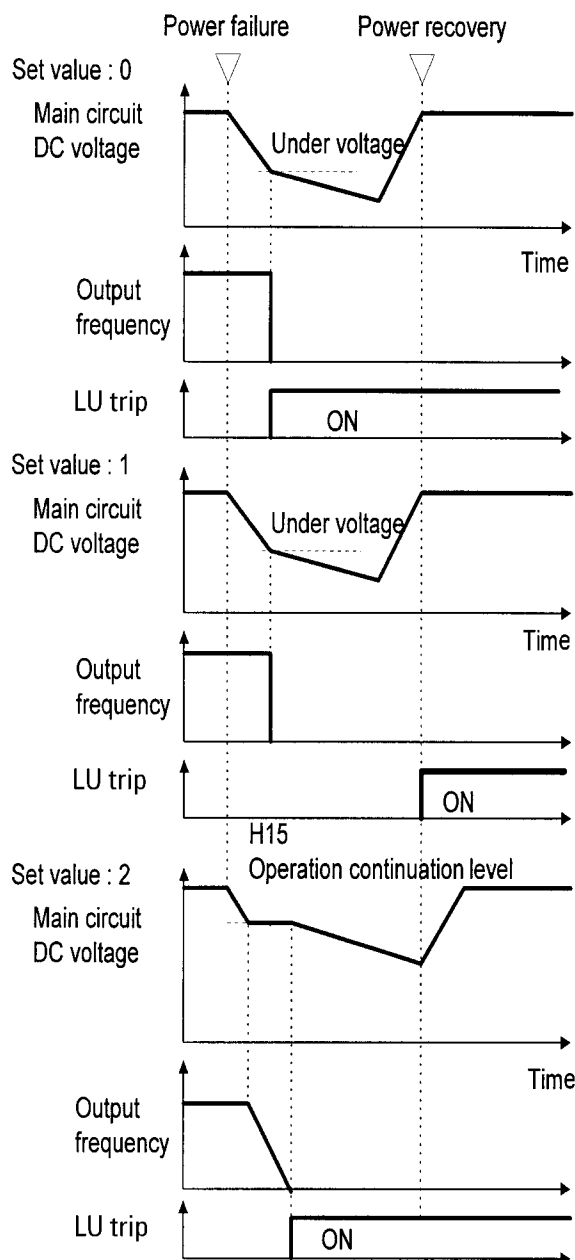 Power failure
Power recovery
Set value : 0
Main circuit
DC voltage
Under voltage
Time
Output
frequency
LU trip
ON
Set value : 1
Main circuit
DC voltage
Under voltage
Time
Output
frequency
LU trip
ON
H15
Operation continuation level
Set value : 2
Main circuit
DC voltage
Time
Output
frequency
LU trip
ON